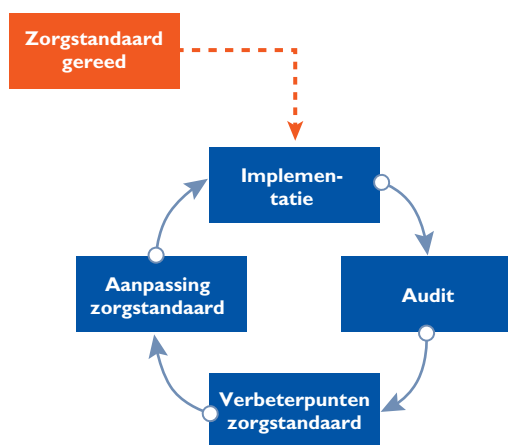 Zorgstandaard
gereed
Implemen-
tatie
Aanpassing
zorgstandaard
Audit
Verbeterpunten
zorgstandaard